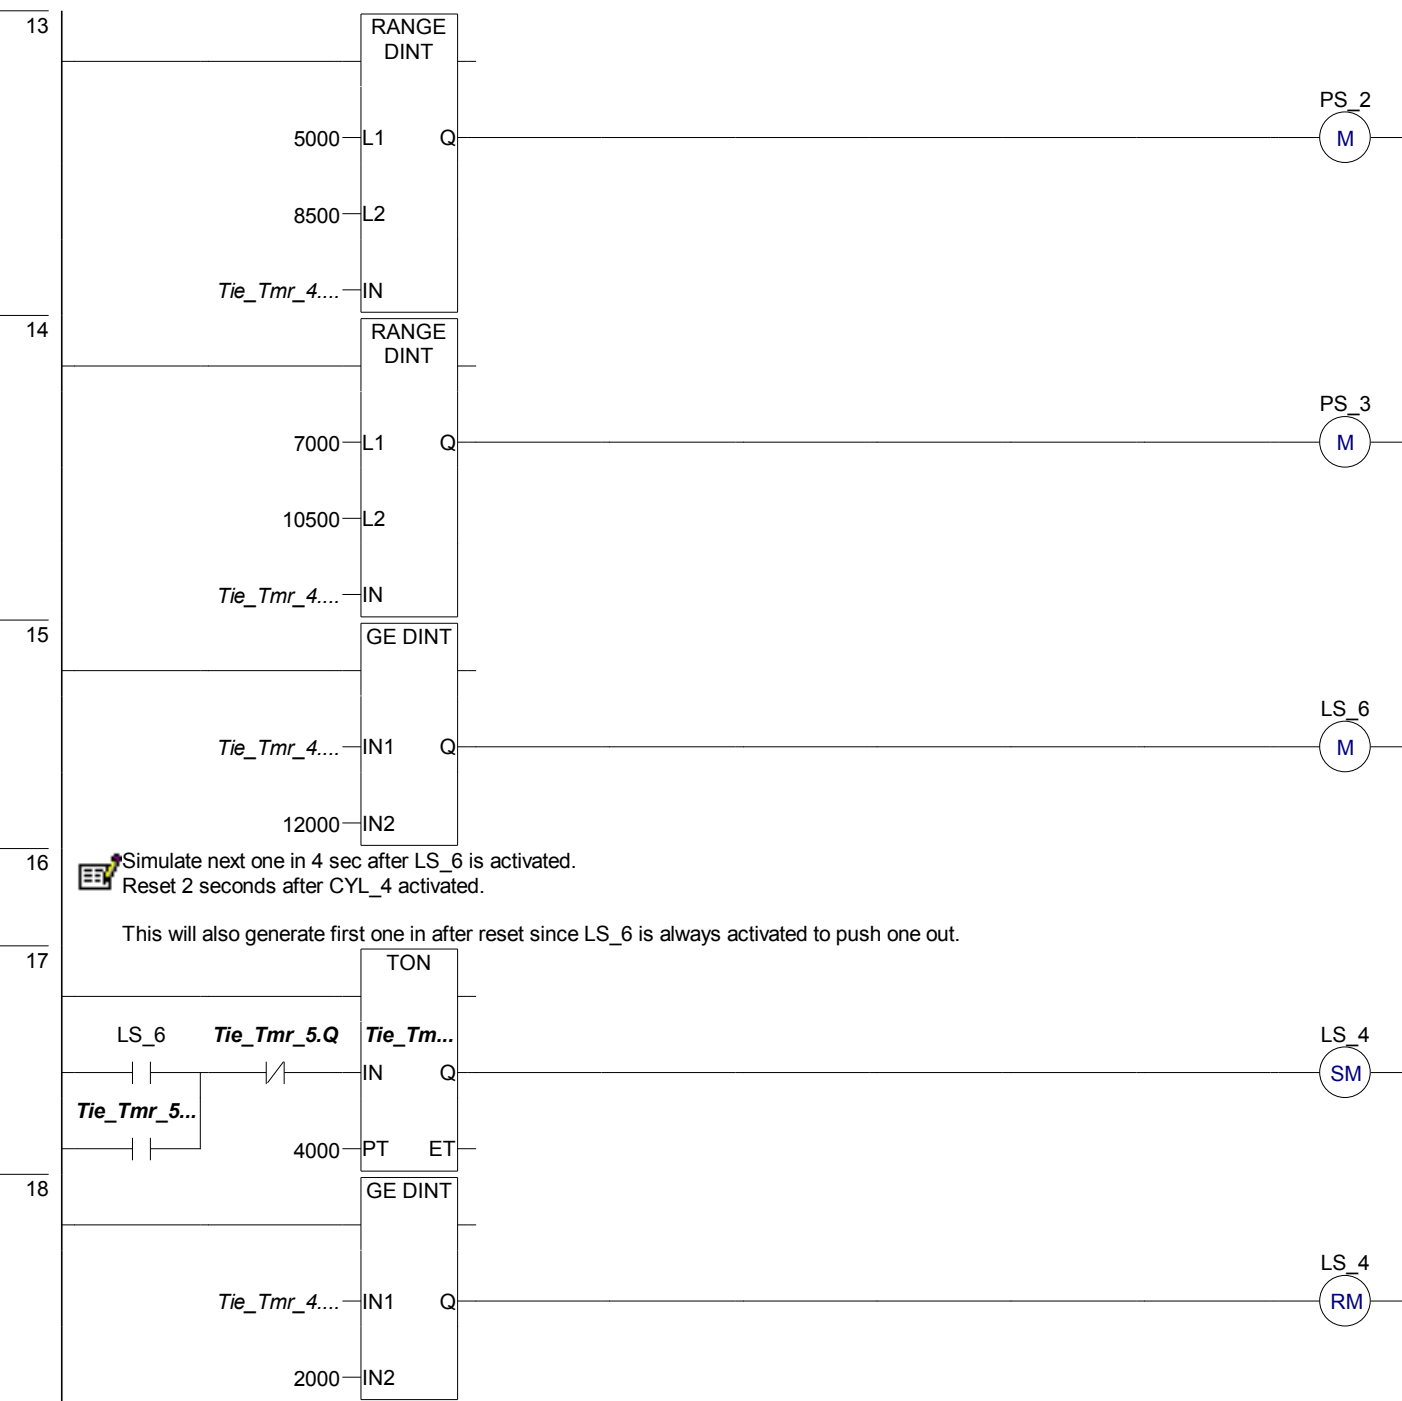 13
RANGE
DINT
PS_2
5000 L1 Q M
8500 L2
Tie_Tmr_4.... IN
14
RANGE
DINT
PS_3
7000 L1 Q M
10500 L2
Tie_Tmr_4.... IN
15
GE DINT
LS_6
Tie_Tmr_4.... IN1 Q M
12000 IN2
16
Simulate next one in 4 sec after LS_6 is activated.
Reset 2 seconds after CYL_4 activated.
This will also generate first one in after reset since LS_6 is always activated to push one out.
17
TON
LS_6 Tie_Tmr_5.Q Tie_Tm... LS_4
IN Q SM
Tie_Tmr_5...
4000 PT ET
18
GE DINT
LS_4
Tie_Tmr_4.... IN1 Q RM
2000 IN2